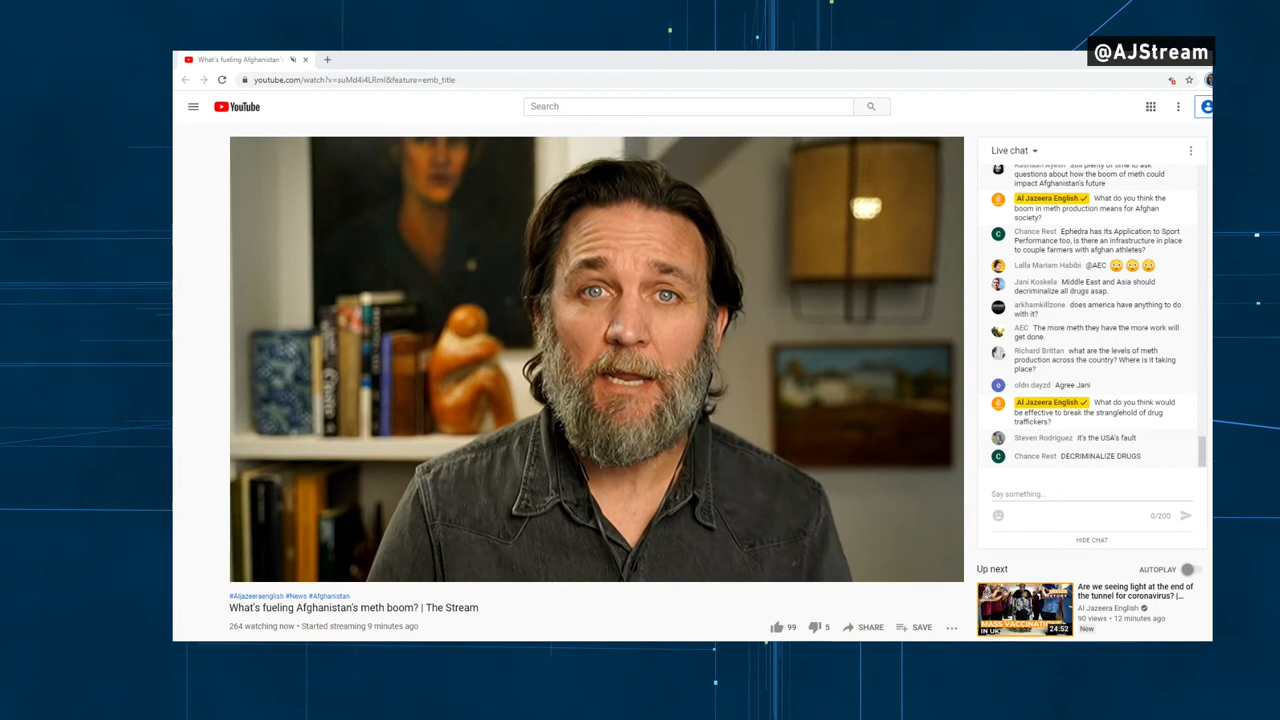 @AJStream
What's fueling Afghanistan's
youtube.com/watch?v=suMd4i4LRmI&feature=emb_title
YouTube
Search
Live chat
Rashaan Ayesh Still plenty of time to ask
questions about how the boom of meth could
impact Afghanistan's future
Al Jazeera English What do you think the
boom in meth production means for Afghan
society?
C Chance Rest Ephedra has its Application to Sport
Performance too, is there an infrastructure in place
to couple farmers with afghan athletes?
Lalla Mariam Habibi @AEC
Jani Koskela Middle East and Asia should
decriminalize all drugs asap.
arkhamkillzone does america have anything to do
with it?
AEC The more meth they have the more work will
get done.
Richard Brittan what are the levels of meth
production across the country? Where is it taking
place?
o oldn dayzd Agree Jani
Al Jazeera English What do you think would
be effective to break the stranglehold of drug
traffickers?
Steven Rodriguez it's the USA's fault
C Chance Rest DECRIMINALIZE DRUGS
Say something...
0/200
HIDE CHAT
#Aljazeeraenglish #News #Afghanistan
What's fueling Afghanistan's meth boom? | The Stream
264 watching now • Started streaming 9 minutes ago
99
5
SHARE
SAVE
Up next
AUTOPLAY
MASS VACCINATION
IN UK
24:52
Are we seeing light at the end of
the tunnel for coronavirus? |...
Al Jazeera English
90 views • 12 minutes ago
New